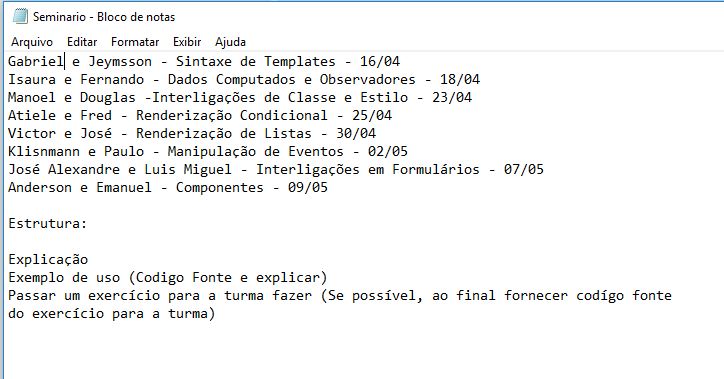 Seminario - Bloco de notas
Arquivo Editar Formatar Exibir Ajuda
Gabriel e Jeymsson - Sintaxe de Templates - 16/04
Isaura e Fernando - Dados Computados e Observadores - 18/04
Manoel e Douglas -Interligações de Classe e Estilo - 23/04
Atiele e Fred - Renderização Condicional - 25/04
Victor e José - Renderização de Listas - 30/04
Klisnmann e Paulo - Manipulação de Eventos - 02/05
José Alexandre e Luis Miguel - Interligações em Formulários - 07/05
Anderson e Emanuel - Componentes - 09/05
Estrutura:
Explicação
Exemplo de uso (Codigo Fonte e explicar)
Passar um exercício para a turma fazer (Se possível, ao final fornecer codígo fonte
do exercício para a turma)